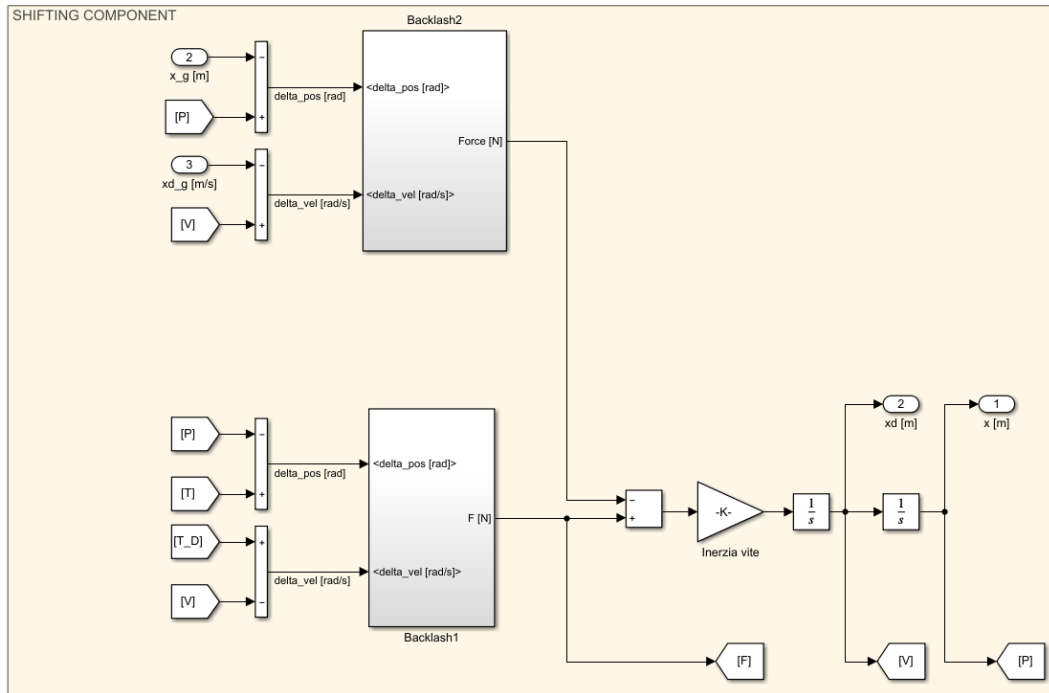 SHIFTING COMPONENT
Backlash2
2
x_g [m]
−
[P]
+
delta_pos [rad]
<delta_pos [rad]>
Force [N]
3
xd_g [m/s]
−
[V]
+
delta_vel [rad/s]
<delta_vel [rad/s]>
[P]
−
[T]
+
delta_pos [rad]
<delta_pos [rad]>
F [N]
[T_D]
+
[V]
−
delta_vel [rad/s]
<delta_vel [rad/s]>
Backlash1
−
+
-K-
Inerzia vite
1
s
1
s
2
xd [m]
1
x [m]
[F]
[V]
[P]